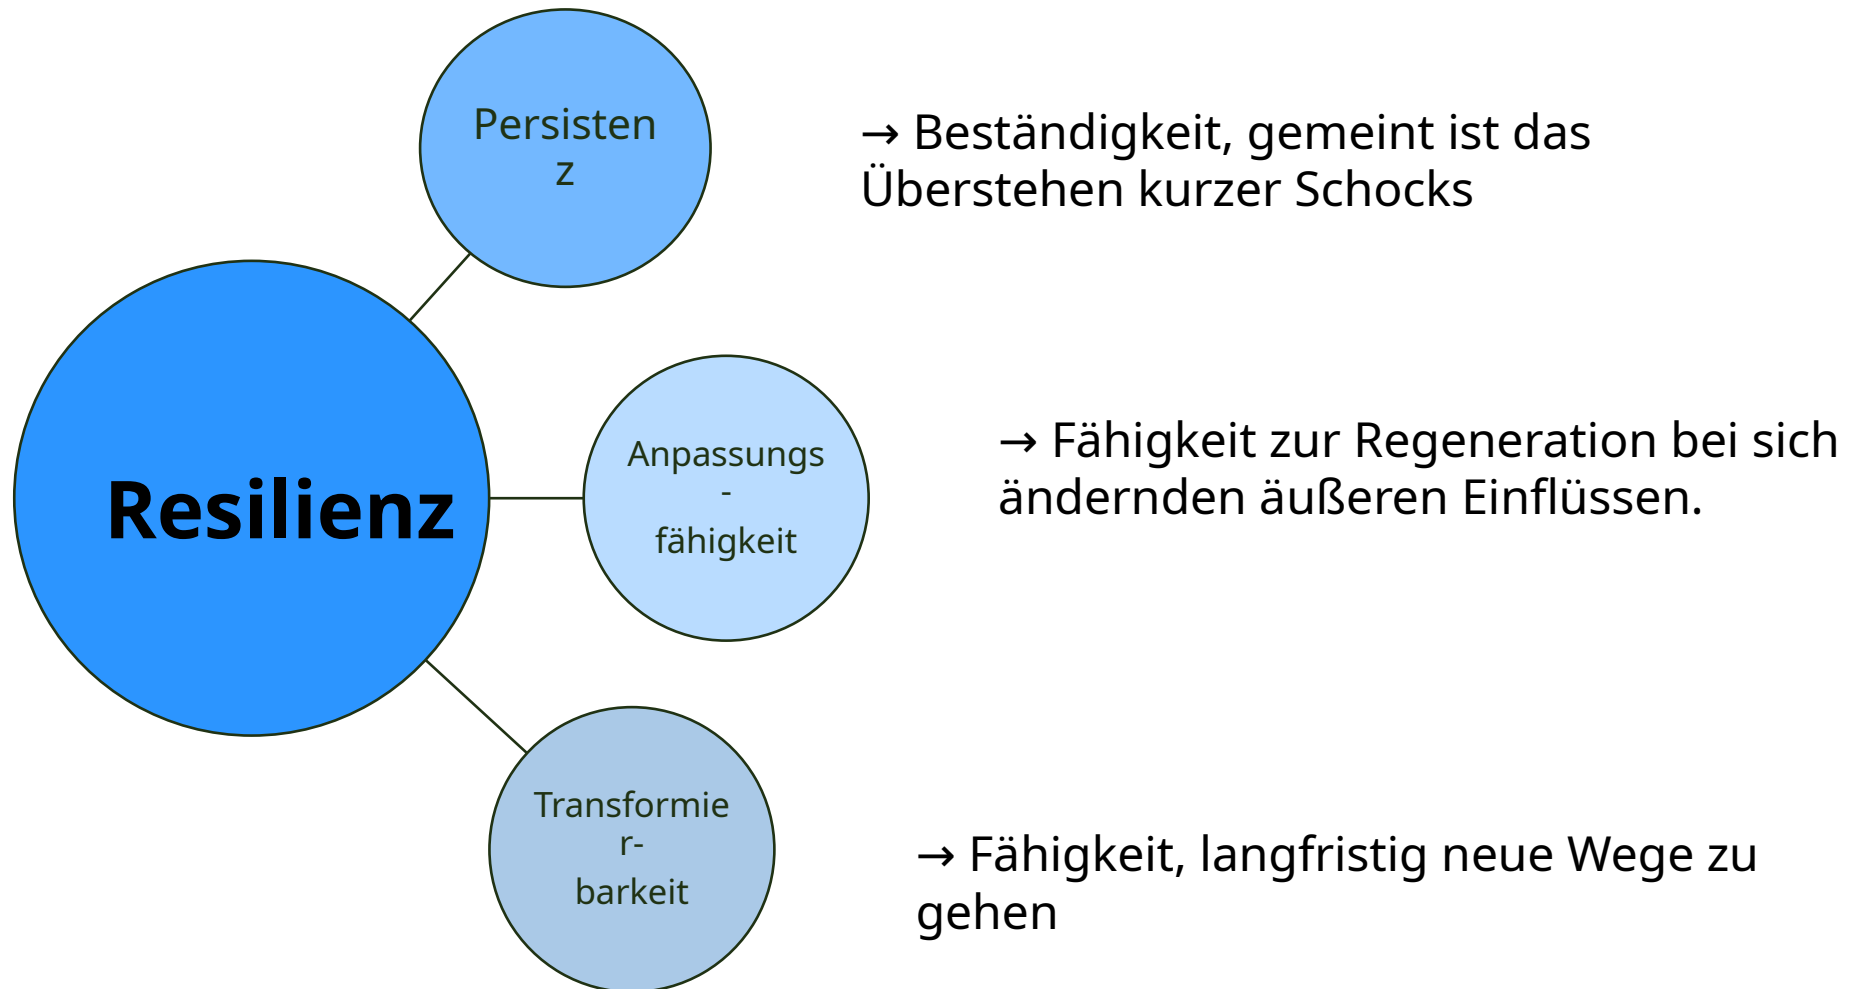 Persisten
z
→ Beständigkeit, gemeint ist das
Überstehen kurzer Schocks
Resilienz
Anpassungs
-
fähigkeit
→ Fähigkeit zur Regeneration bei sich
ändernden äußeren Einflüssen.
Transformie
r-
barkeit
→ Fähigkeit, langfristig neue Wege zu
gehen